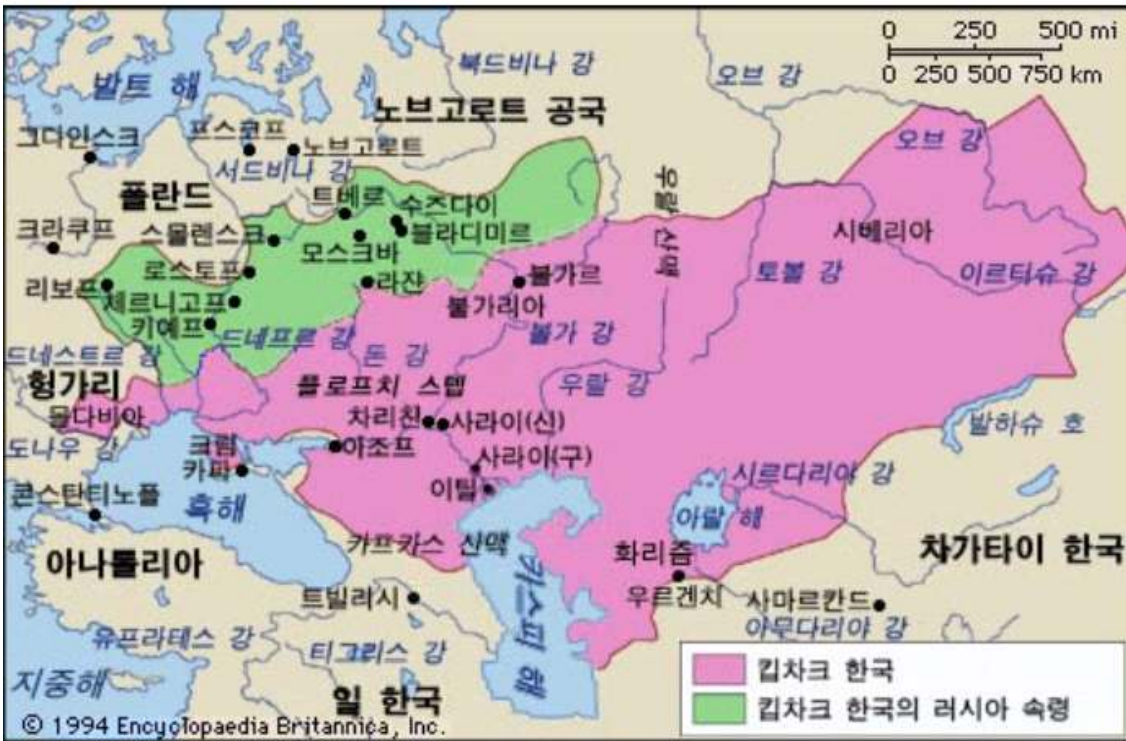 0 250 500 mi
0 250 500 750 km
북드비나 강
오브 강
발트 해
노브고로트 공국
그다인스크
프스코프
노브고로트
오브 강
서드비나 강
폴란드
트베르
수즈다이
우랄 산맥
크라쿠프
스몰렌스크
블라디미르
시베리아
모스크바
로스토프
토볼 강
이르티슈 강
리보프
라쟌
불가르
체르니고프
불가리아
키예프
드네프르 강
볼가 강
드네스트르 강
돈 강
헝가리
플로프치 스텝
우랄 강
몰다비아
차리친
사라이(신)
발하슈 호
도나우 강
크림
아조프
사라이(구)
카파
시르다리야 강
이틸
콘스탄티노플
흑해
아랄 해
아나톨리아
카프카스 산맥
화리즘
차가타이 한국
트빌리시
카스피 해
우르겐치
사마르칸드
유프라테스 강
티그리스 강
아무다리야 강
지중해
일 한국
킵차크 한국
킵차크 한국의 러시아 속령
© 1994 Encyclopaedia Britannica, Inc.